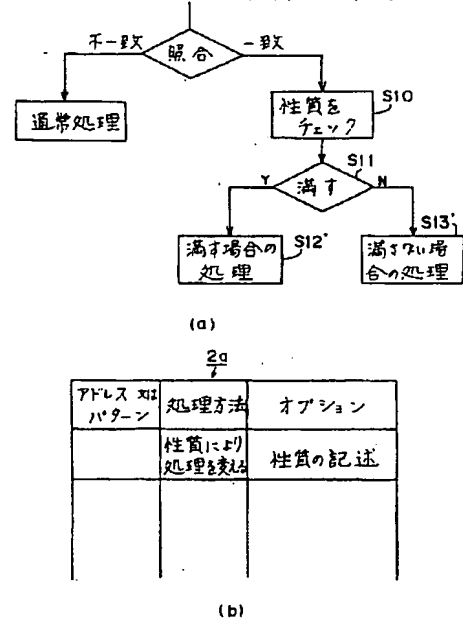 不一致
照合
一致
通常処理
性質を
チェック
S10
満す
S11
Y
N
満す場合の
処理
S12'
満さない場
合の処理
S13'
(a)
2a
アドレス 又は
パターン
処理方法
オプション
性質により
処理を変える
性質の記述
(b)